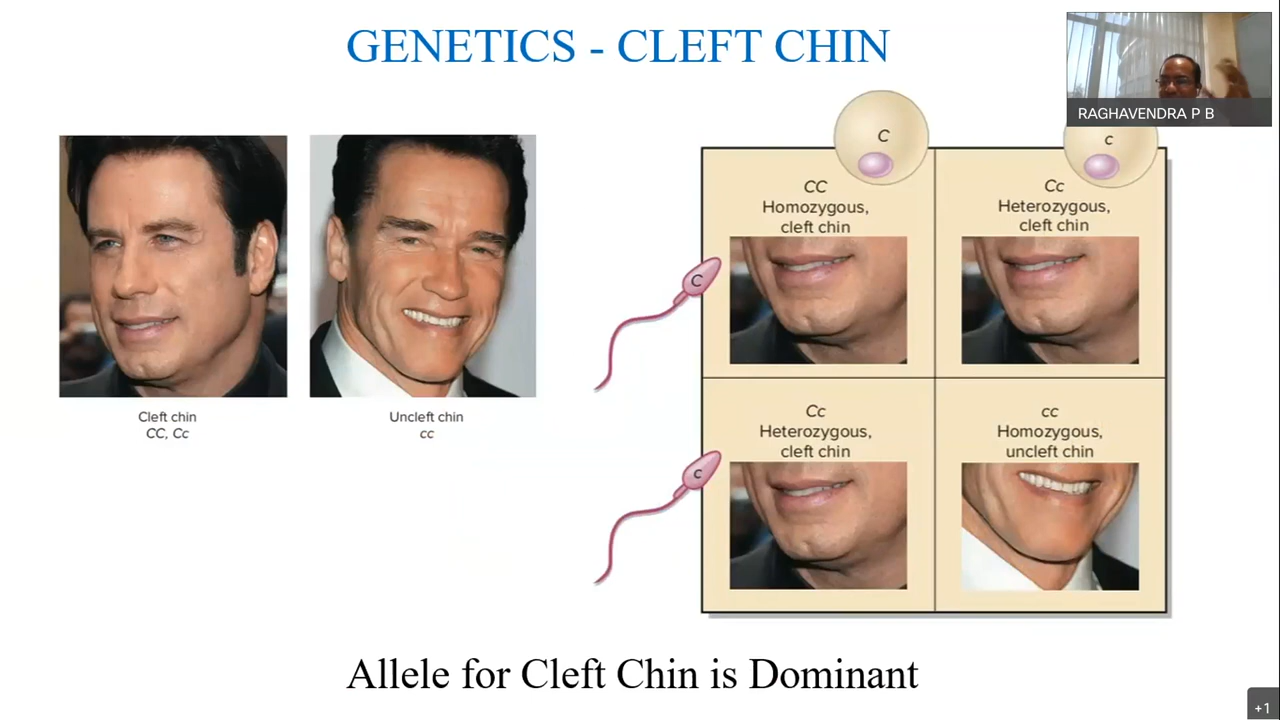 GENETICS - CLEFT CHIN
RAGHAVENDRA P B
C
c
CC
Homozygous,
cleft chin
Cc
Heterozygous,
cleft chin
C
Cleft chin
CC, Cc
Uncleft chin
cc
Cc
Heterozygous,
cleft chin
cc
Homozygous,
uncleft chin
c
Allele for Cleft Chin is Dominant
+1